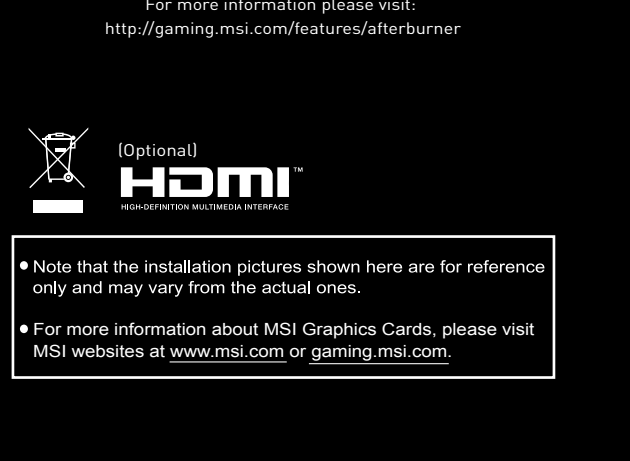 For more information please visit:
http://gaming.msi.com/features/afterburner
(Optional)
HDMI™
HIGH-DEFINITION MULTIMEDIA INTERFACE
● Note that the installation pictures shown here are for reference
only and may vary from the actual ones.
● For more information about MSI Graphics Cards, please visit
MSI websites at www.msi.com or gaming.msi.com.